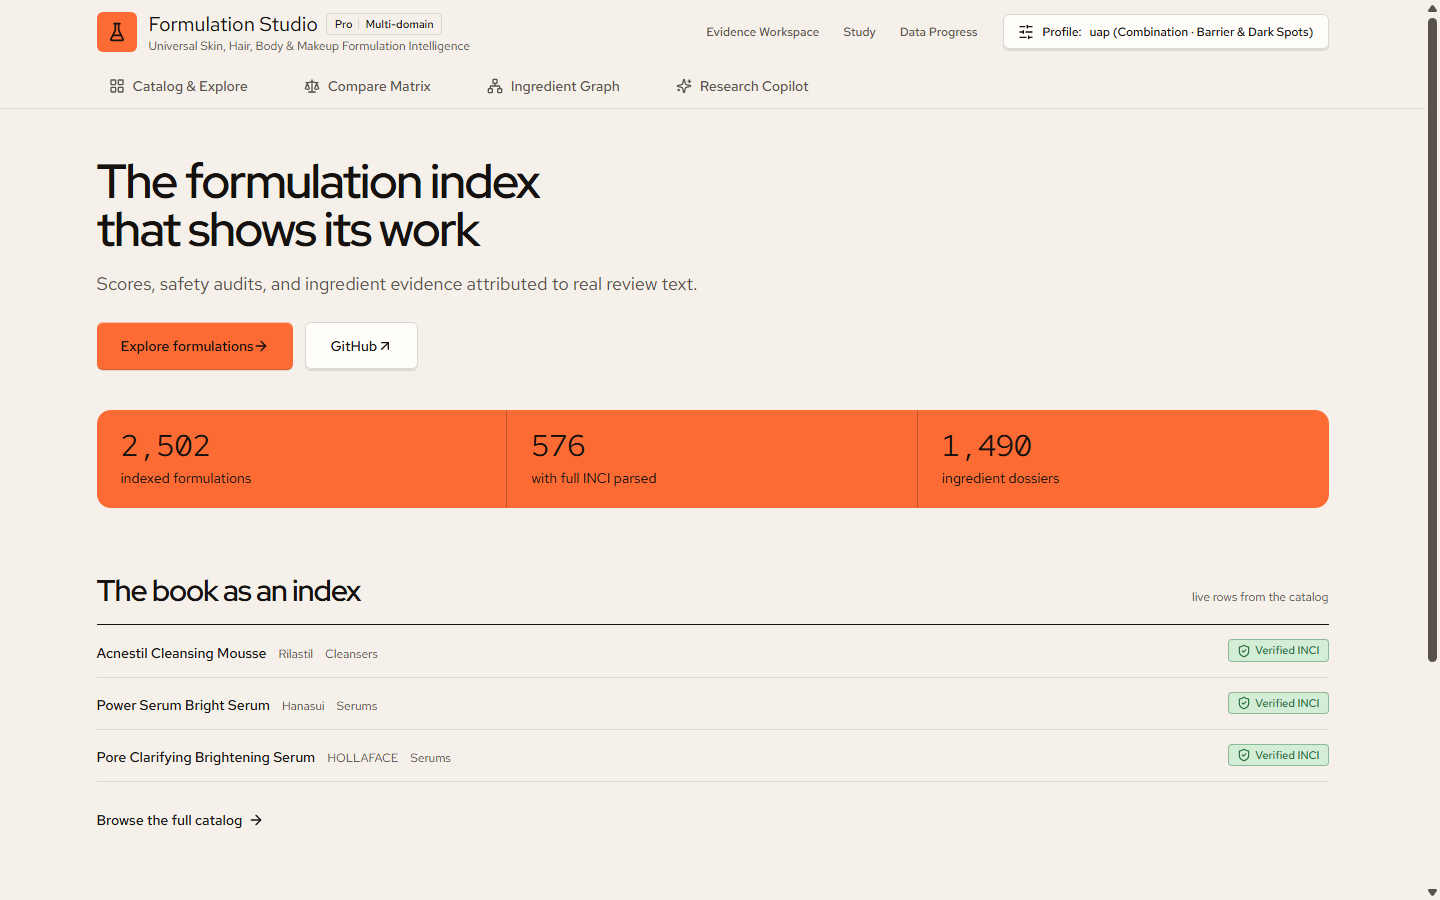 Formulation Studio Pro Multi-domain
Universal Skin, Hair, Body & Makeup Formulation Intelligence
Evidence Workspace Study Data Progress Profile: uap (Combination · Barrier & Dark Spots)
Catalog & Explore Compare Matrix Ingredient Graph Research Copilot
The formulation index
that shows its work
Scores, safety audits, and ingredient evidence attributed to real review text.
Explore formulations→ GitHub↗
2,502 576 1,490
indexed formulations with full INCI parsed ingredient dossiers
The book as an index live rows from the catalog
Acnestil Cleansing Mousse Rilastil Cleansers Verified INCI
Power Serum Bright Serum Hanasui Serums Verified INCI
Pore Clarifying Brightening Serum HOLLAFACE Serums Verified INCI
Browse the full catalog →